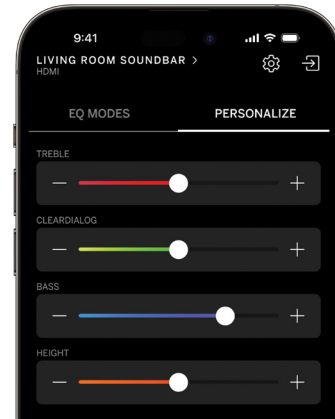 9:41
LIVING ROOM SOUNDBAR >
HDMI
EQ MODES PERSONALIZE
TREBLE
CLEARDIALOG
BASS
HEIGHT